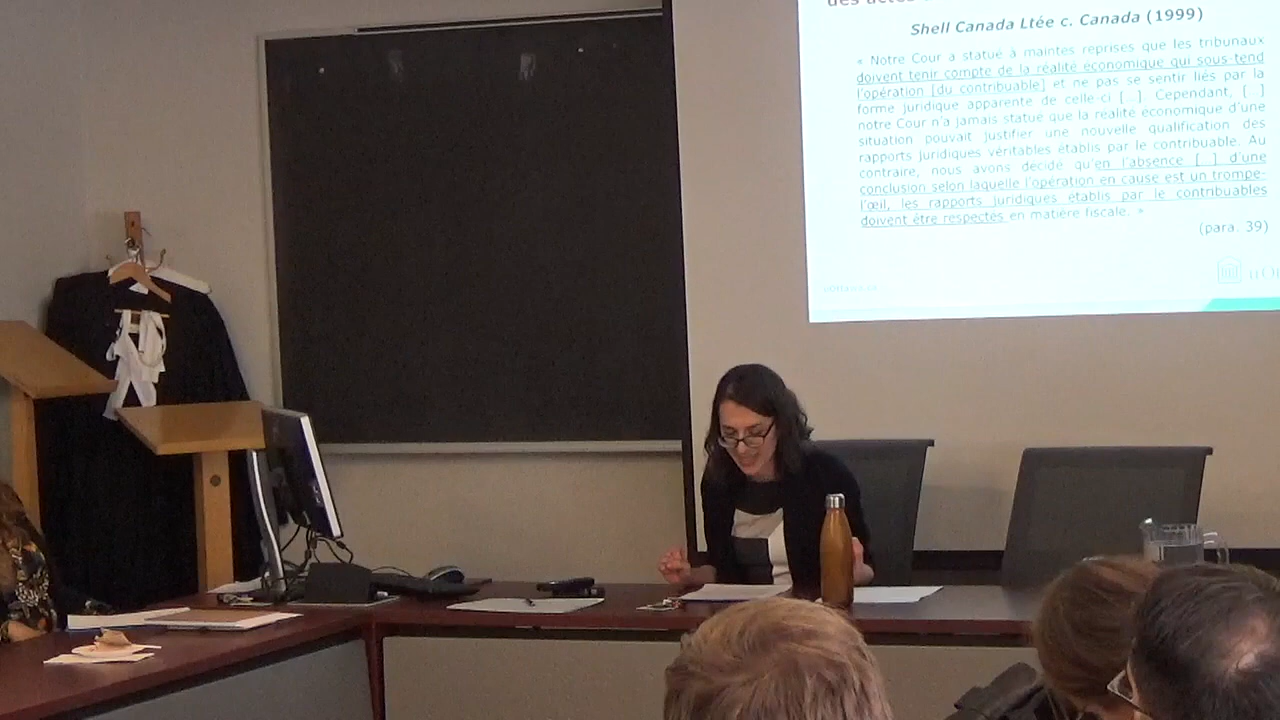 des actes
Shell Canada Ltée c. Canada (1999)
« Notre Cour a statué à maintes reprises que les tribunaux
doivent tenir compte de la réalité économique qui sous-tend
l'opération [du contribuable] et ne pas se sentir liés par la
forme juridique apparente de celle-ci [...]. Cependant, [...]
notre Cour n'a jamais statué que la réalité économique d'une
situation pouvait justifier une nouvelle qualification des
rapports juridiques véritables établis par le contribuable. Au
contraire, nous avons décidé qu'en l'absence [...] d'une
conclusion selon laquelle l'opération en cause est un trompe-
l'œil, les rapports juridiques établis par le contribuables
doivent être respectés en matière fiscale. »
(para. 39)
uOttawa.ca